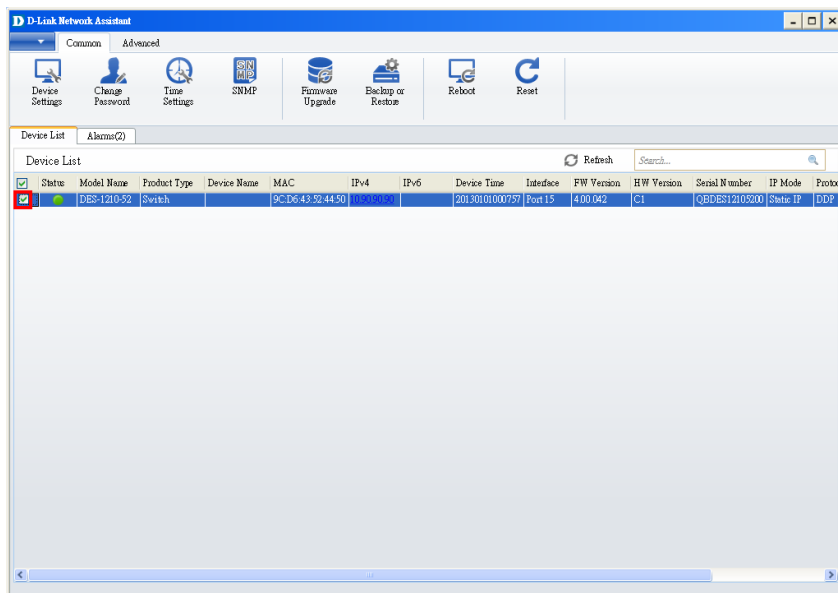 D-Link Network Assistant
Common Advanced
Device Settings Change Password Time Settings SNMP Firmware Upgrade Backup or Restore Reboot Reset
Device List Alarms(2)
Device List Refresh Search...
Status Model Name Product Type Device Name MAC IPv4 IPv6 Device Time Interface FW Version HW Version Serial Number IP Mode Protoc
DES-1210-52 Switch 9C:D6:43:52:44:50 10.90.90.90 20130101000757 Port 15 4.00.042 C1 QBDES12105200 Static IP DDP